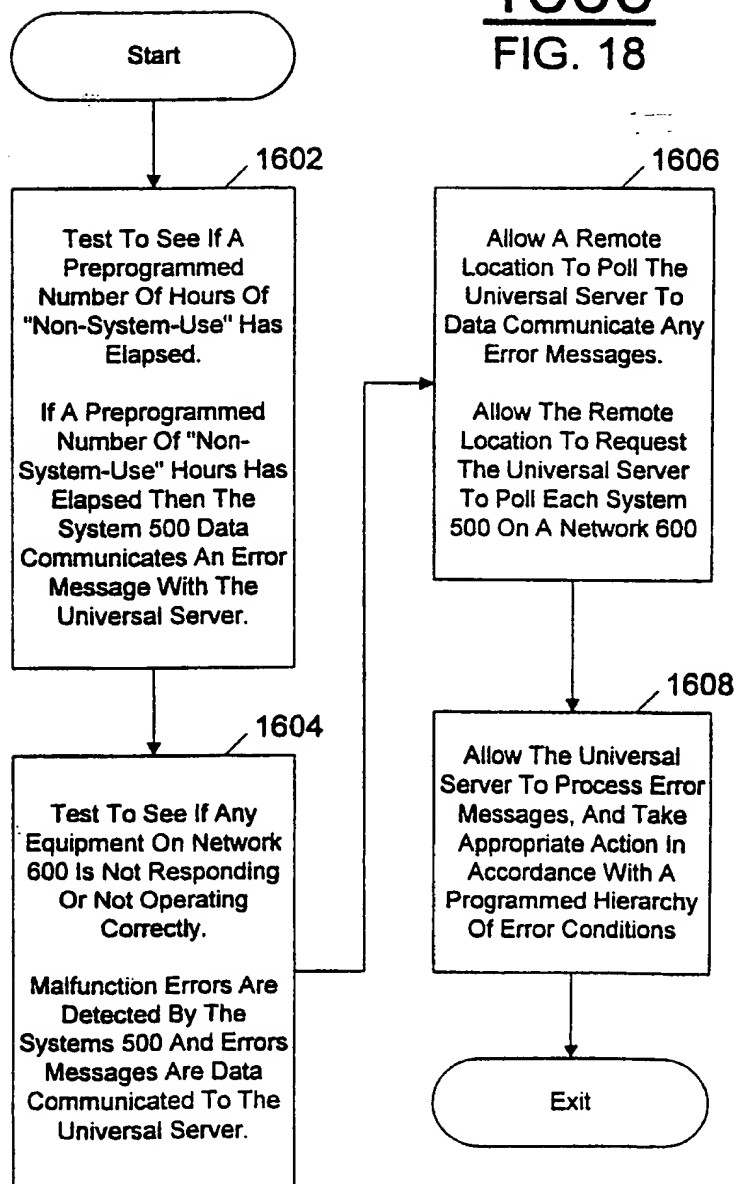 FIG. 18
Start
1602
Test To See If A
Preprogrammed
Number Of Hours Of
"Non-System-Use" Has
Elapsed.
If A Preprogrammed
Number Of "Non-
System-Use" Hours Has
Elapsed Then The
System 500 Data
Communicates An Error
Message With The
Universal Server.
1604
Test To See If Any
Equipment On Network
600 Is Not Responding
Or Not Operating
Correctly.
Malfunction Errors Are
Detected By The
Systems 500 And Errors
Messages Are Data
Communicated To The
Universal Server.
1606
Allow A Remote
Location To Poll The
Universal Server To
Data Communicate Any
Error Messages.
Allow The Remote
Location To Request
The Universal Server
To Poll Each System
500 On A Network 600
1608
Allow The Universal
Server To Process Error
Messages, And Take
Appropriate Action In
Accordance With A
Programmed Hierarchy
Of Error Conditions
Exit